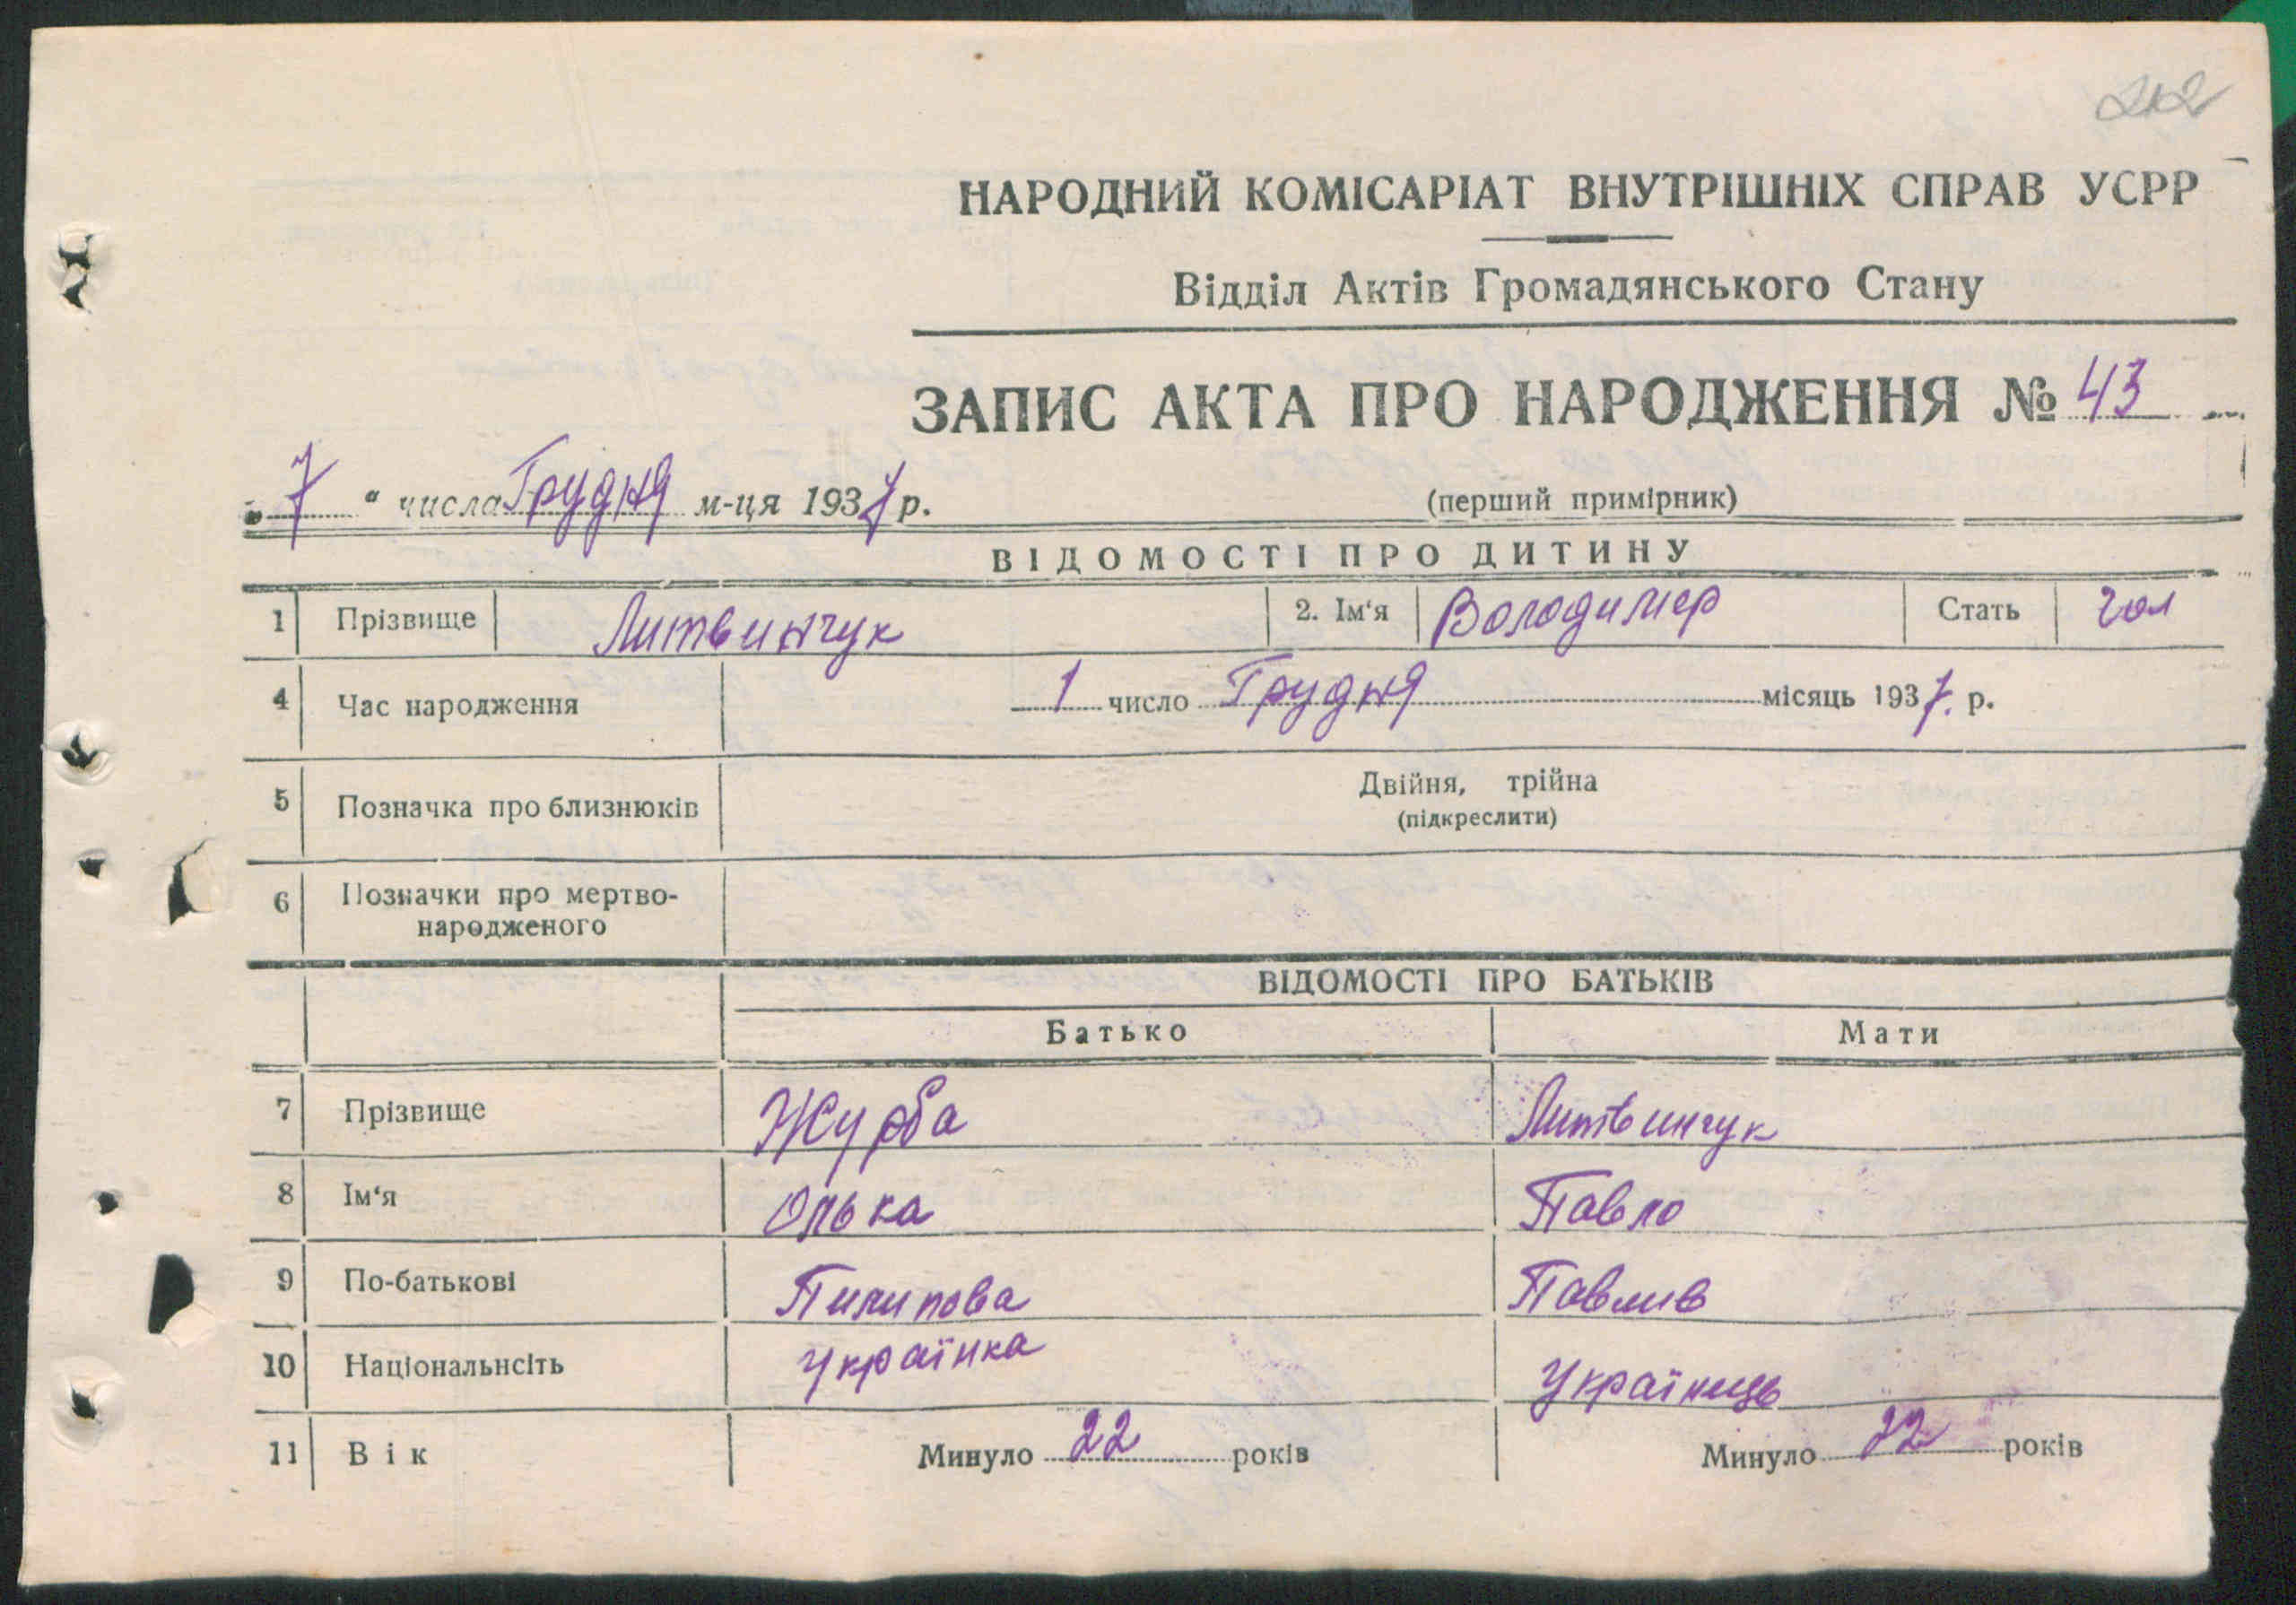 212
НАРОДНИЙ КОМІСАРІАТ ВНУТРІШНІХ СПРАВ УСРР
Відділ Актів Громадянського Стану
ЗАПИС АКТА ПРО НАРОДЖЕННЯ № 43
„ 7 “ числа Грудня м-ця 1937 р.
(перший примірник)
ВІДОМОСТІ ПРО ДИТИНУ
1 Прізвище Литвинчук 2. Ім‘я Володимер Стать чол
4 Час народження 1 число Грудня місяць 1937. р.
5 Позначка про близнюків Двійня, трійна
(підкреслити)
6 Позначки про мертво-
народженого
ВІДОМОСТІ ПРО БАТЬКІВ
Батько Мати
7 Прізвище Журба Литвинчук
8 Ім‘я Олька Павло
9 По-батькові Пилипова Павлив
10 Національнсіть Українка Українець
11 Вік Минуло 22 років Минуло 22 років